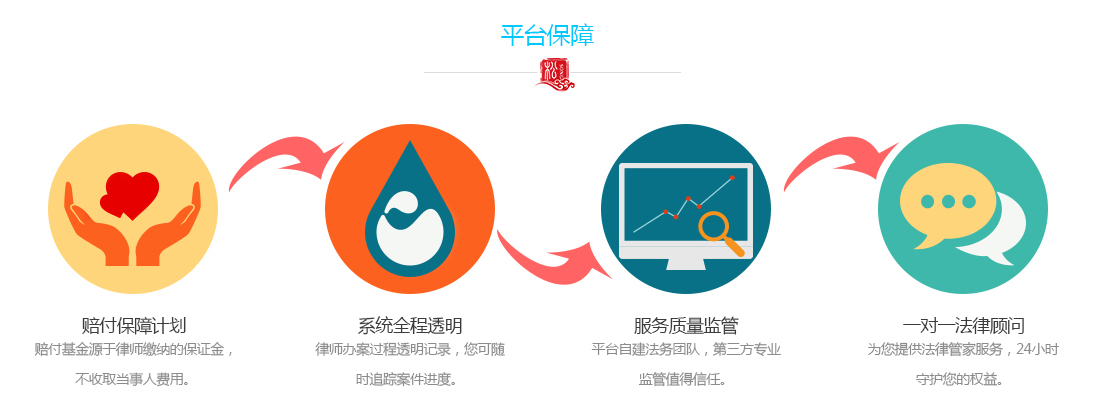 平台保障
松
赔付保障计划
赔付基金源于律师缴纳的保证金，
不收取当事人费用。
系统全程透明
律师办案过程透明记录，您可随
时追踪案件进度。
服务质量监管
平台自建法务团队，第三方专业
监管值得信任。
一对一法律顾问
为您提供法律管家服务，24小时
守护您的权益。